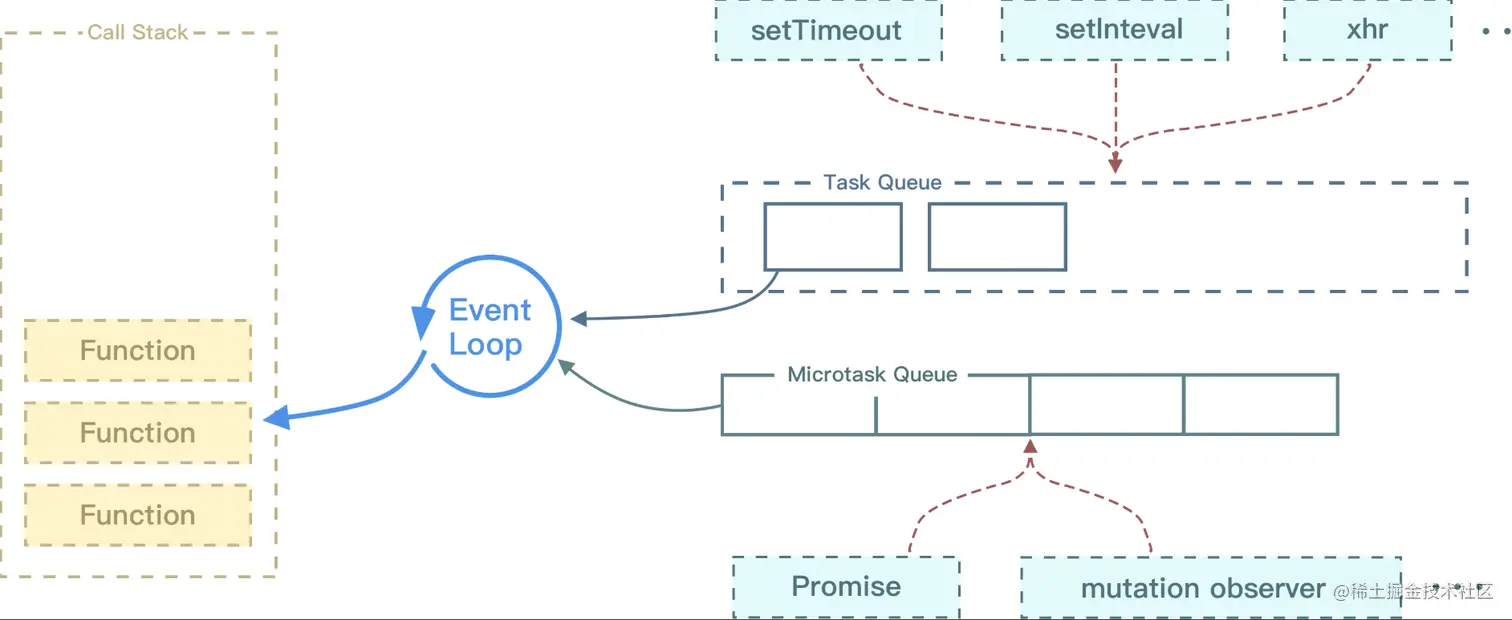 Call Stack
setTimeout
setInteval
xhr
Task Queue
Event
Loop
Function
Microtask Queue
Function
Function
Promise
mutation observer
@稀土掘金技术社区